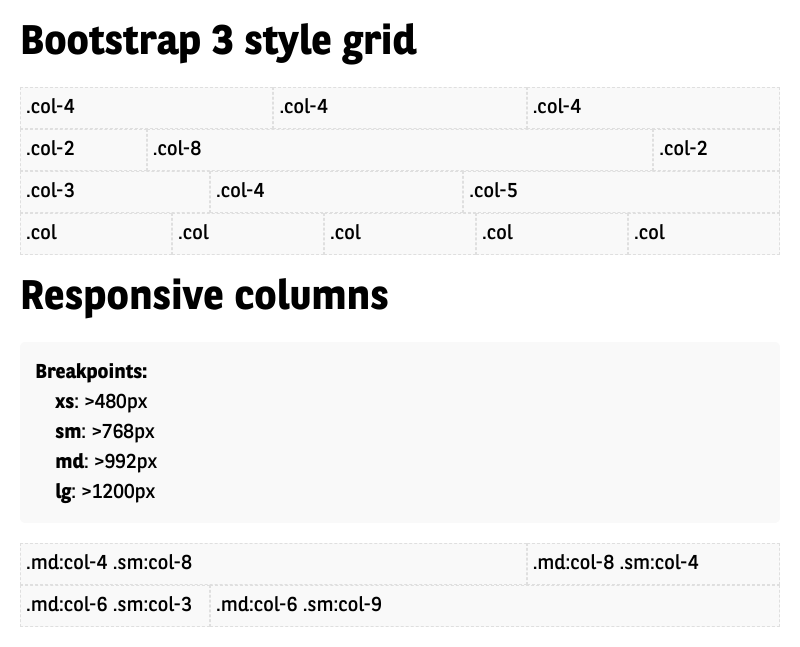 Bootstrap 3 style grid
.col-4 .col-4 .col-4
.col-2 .col-8 .col-2
.col-3 .col-4 .col-5
.col .col .col .col .col
Responsive columns
Breakpoints:
xs: >480px
sm: >768px
md: >992px
lg: >1200px
.md:col-4 .sm:col-8 .md:col-8 .sm:col-4
.md:col-6 .sm:col-3 .md:col-6 .sm:col-9